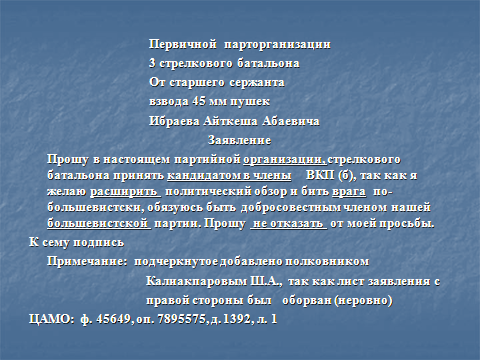 Первичной парторганизации
3 стрелкового батальона
От старшего сержанта
взвода 45 мм пушек
Ибраева Айткеша Абаевича
Заявление
Прошу в настоящем партийной организации, стрелкового
батальона принять кандидатом в члены ВКП (б), так как я
желаю расширить политический обзор и бить врага по-
большевистски, обязуюсь быть добросовестным членом нашей
большевистской партии. Прошу не отказать от моей просьбы.
К сему подпись
Примечание: подчеркнутое добавлено полковником
Калиакпаровым Ш.А., так как лист заявления с
правой стороны был оборван (неровно)
ЦАМО: ф. 45649, оп. 7895575, д. 1392, л. 1